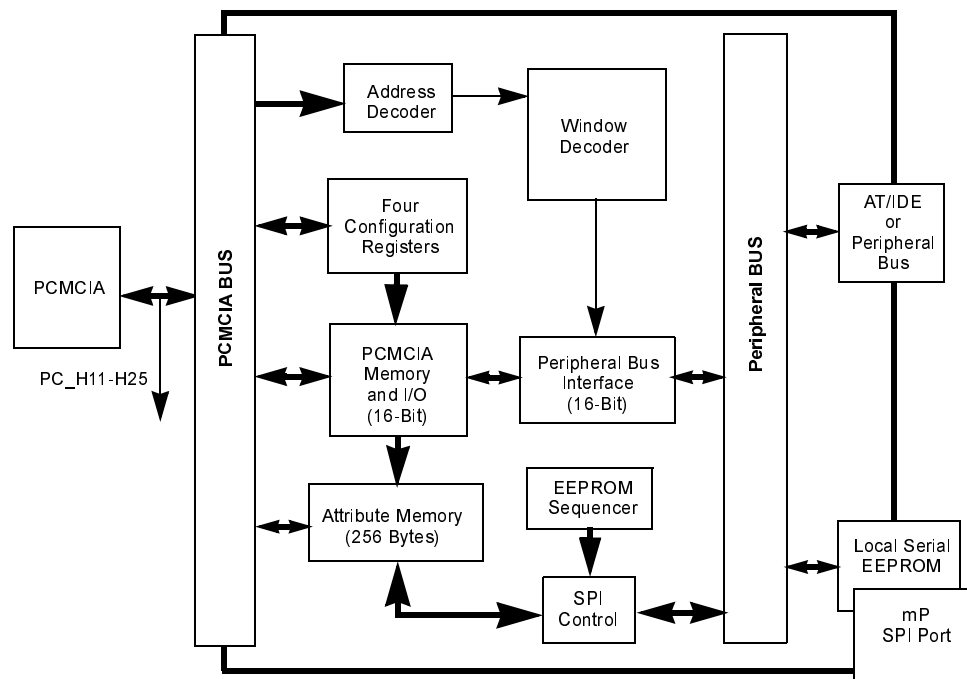 Address
Decoder
Window
Decoder
Four
Configuration
Registers
AT/IDE
or
Peripheral
Bus
PCMCIA
PCMCIA BUS
Peripheral BUS
PC_H11-H25
PCMCIA
Memory
and I/O
(16-Bit)
Peripheral Bus
Interface
(16-Bit)
Attribute Memory
(256 Bytes)
EEPROM
Sequencer
SPI
Control
Local Serial
EEPROM
mP
SPI Port